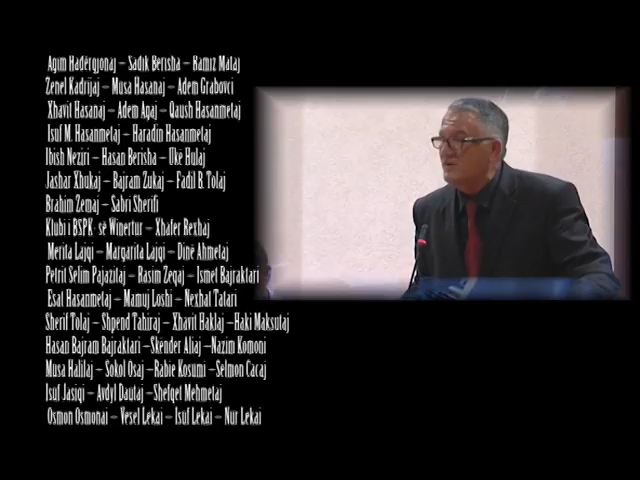 Agim Hadërgjonaj – Sadik Berisha – Ramiz Mataj
Zenel Kadrijaj – Musa Hasanaj – Adem Grabovci
Xhavit Hasanaj – Adem Agaj – Qaush Hasanmetaj
Isuf M. Hasanmetaj – Haradin Hasanmetaj
Ibish Neziri – Hasan Berisha – Ukë Hulaj
Jashar Xhukaj – Bajram Zukaj – Fadil B. Tolaj
Brahim Zemaj – Sabri Sherifi
Klubi i BSPK së Winertur – Xhafer Rexhaj
Merita Lajqi – Margarita Lajqi – Dinë Ahmetaj
Petrit Selim Pajazitaj – Rasim Zeqaj – Ismet Bajraktari
Esat Hasanmetaj – Mamuj Loshi – Nexhat Tafari
Sherif Tolaj – Shpend Tahiraj – Xhavit Haklaj –Haki Maksutaj
Hasan Bajram Bajraktari –Skënder Aliaj –Nazim Komoni
Musa Halilaj – Sokol Osaj –Rabie Kosumi –Selmon Cacaj
Isuf Jasiqi – Avdyl Dautaj –Shefqet Mehmetaj
Osmon Osmonaj – Vesel Lekaj – Isuf Lekaj – Nur Lekaj